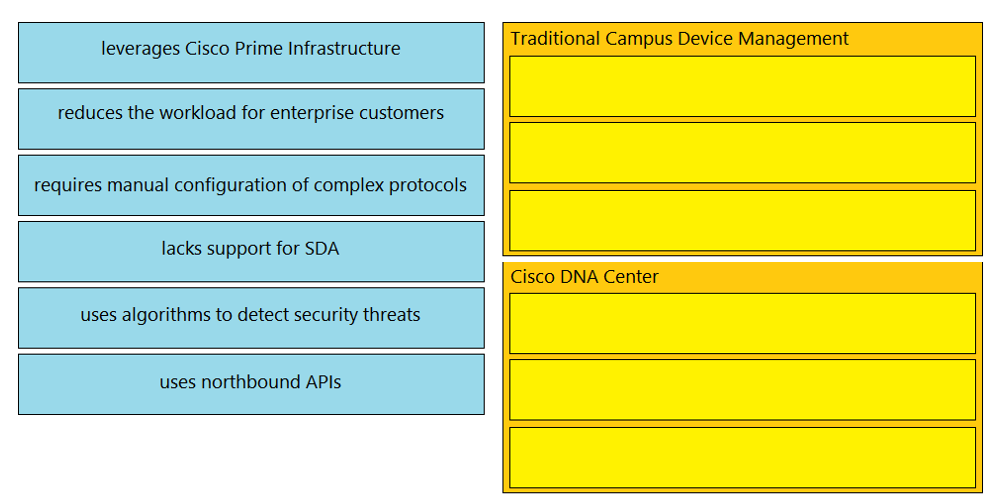 leverages Cisco Prime Infrastructure
reduces the workload for enterprise customers
requires manual configuration of complex protocols
lacks support for SDA
uses algorithms to detect security threats
uses northbound APIs
Traditional Campus Device Management
Cisco DNA Center